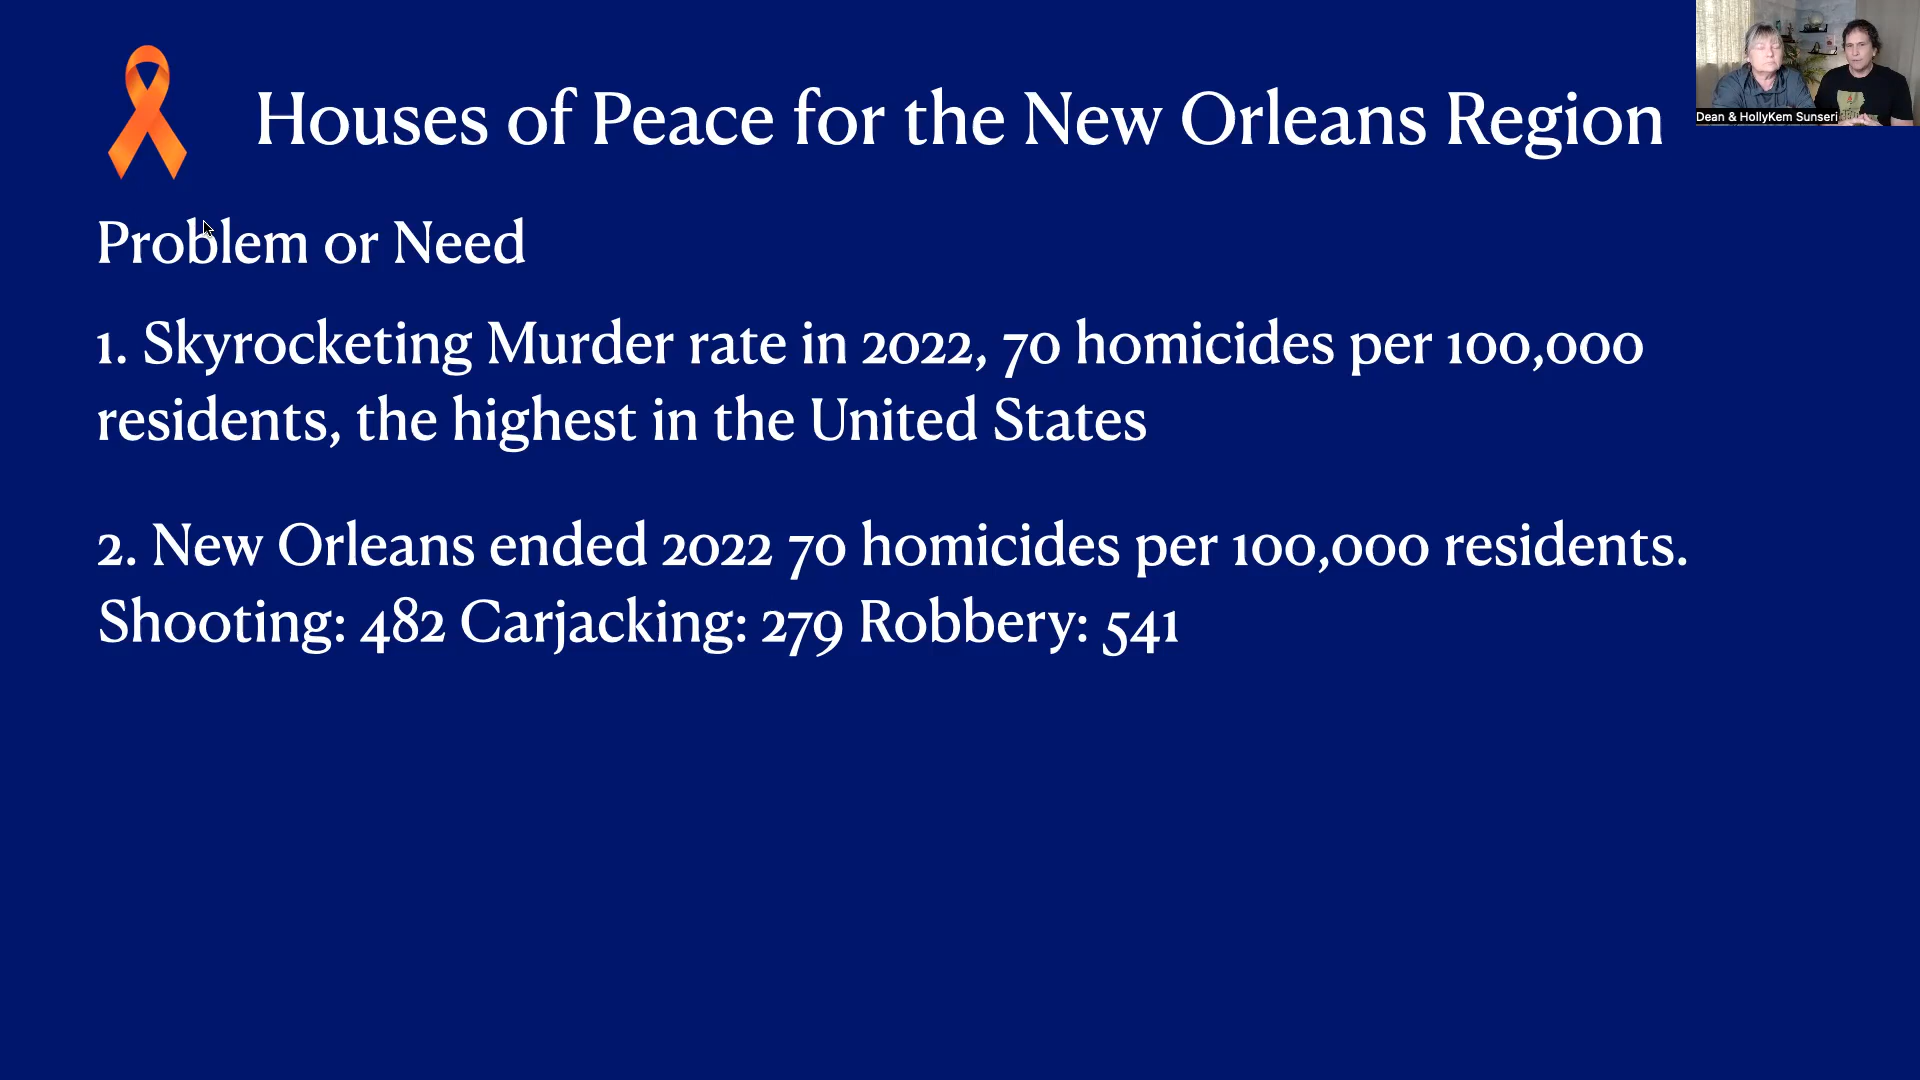 Houses of Peace for the New Orleans Region
Dean & HollyKem Sunseri
Problem or Need
1. Skyrocketing Murder rate in 2022, 70 homicides per 100,000
residents, the highest in the United States
2. New Orleans ended 2022 70 homicides per 100,000 residents.
Shooting: 482 Carjacking: 279 Robbery: 541